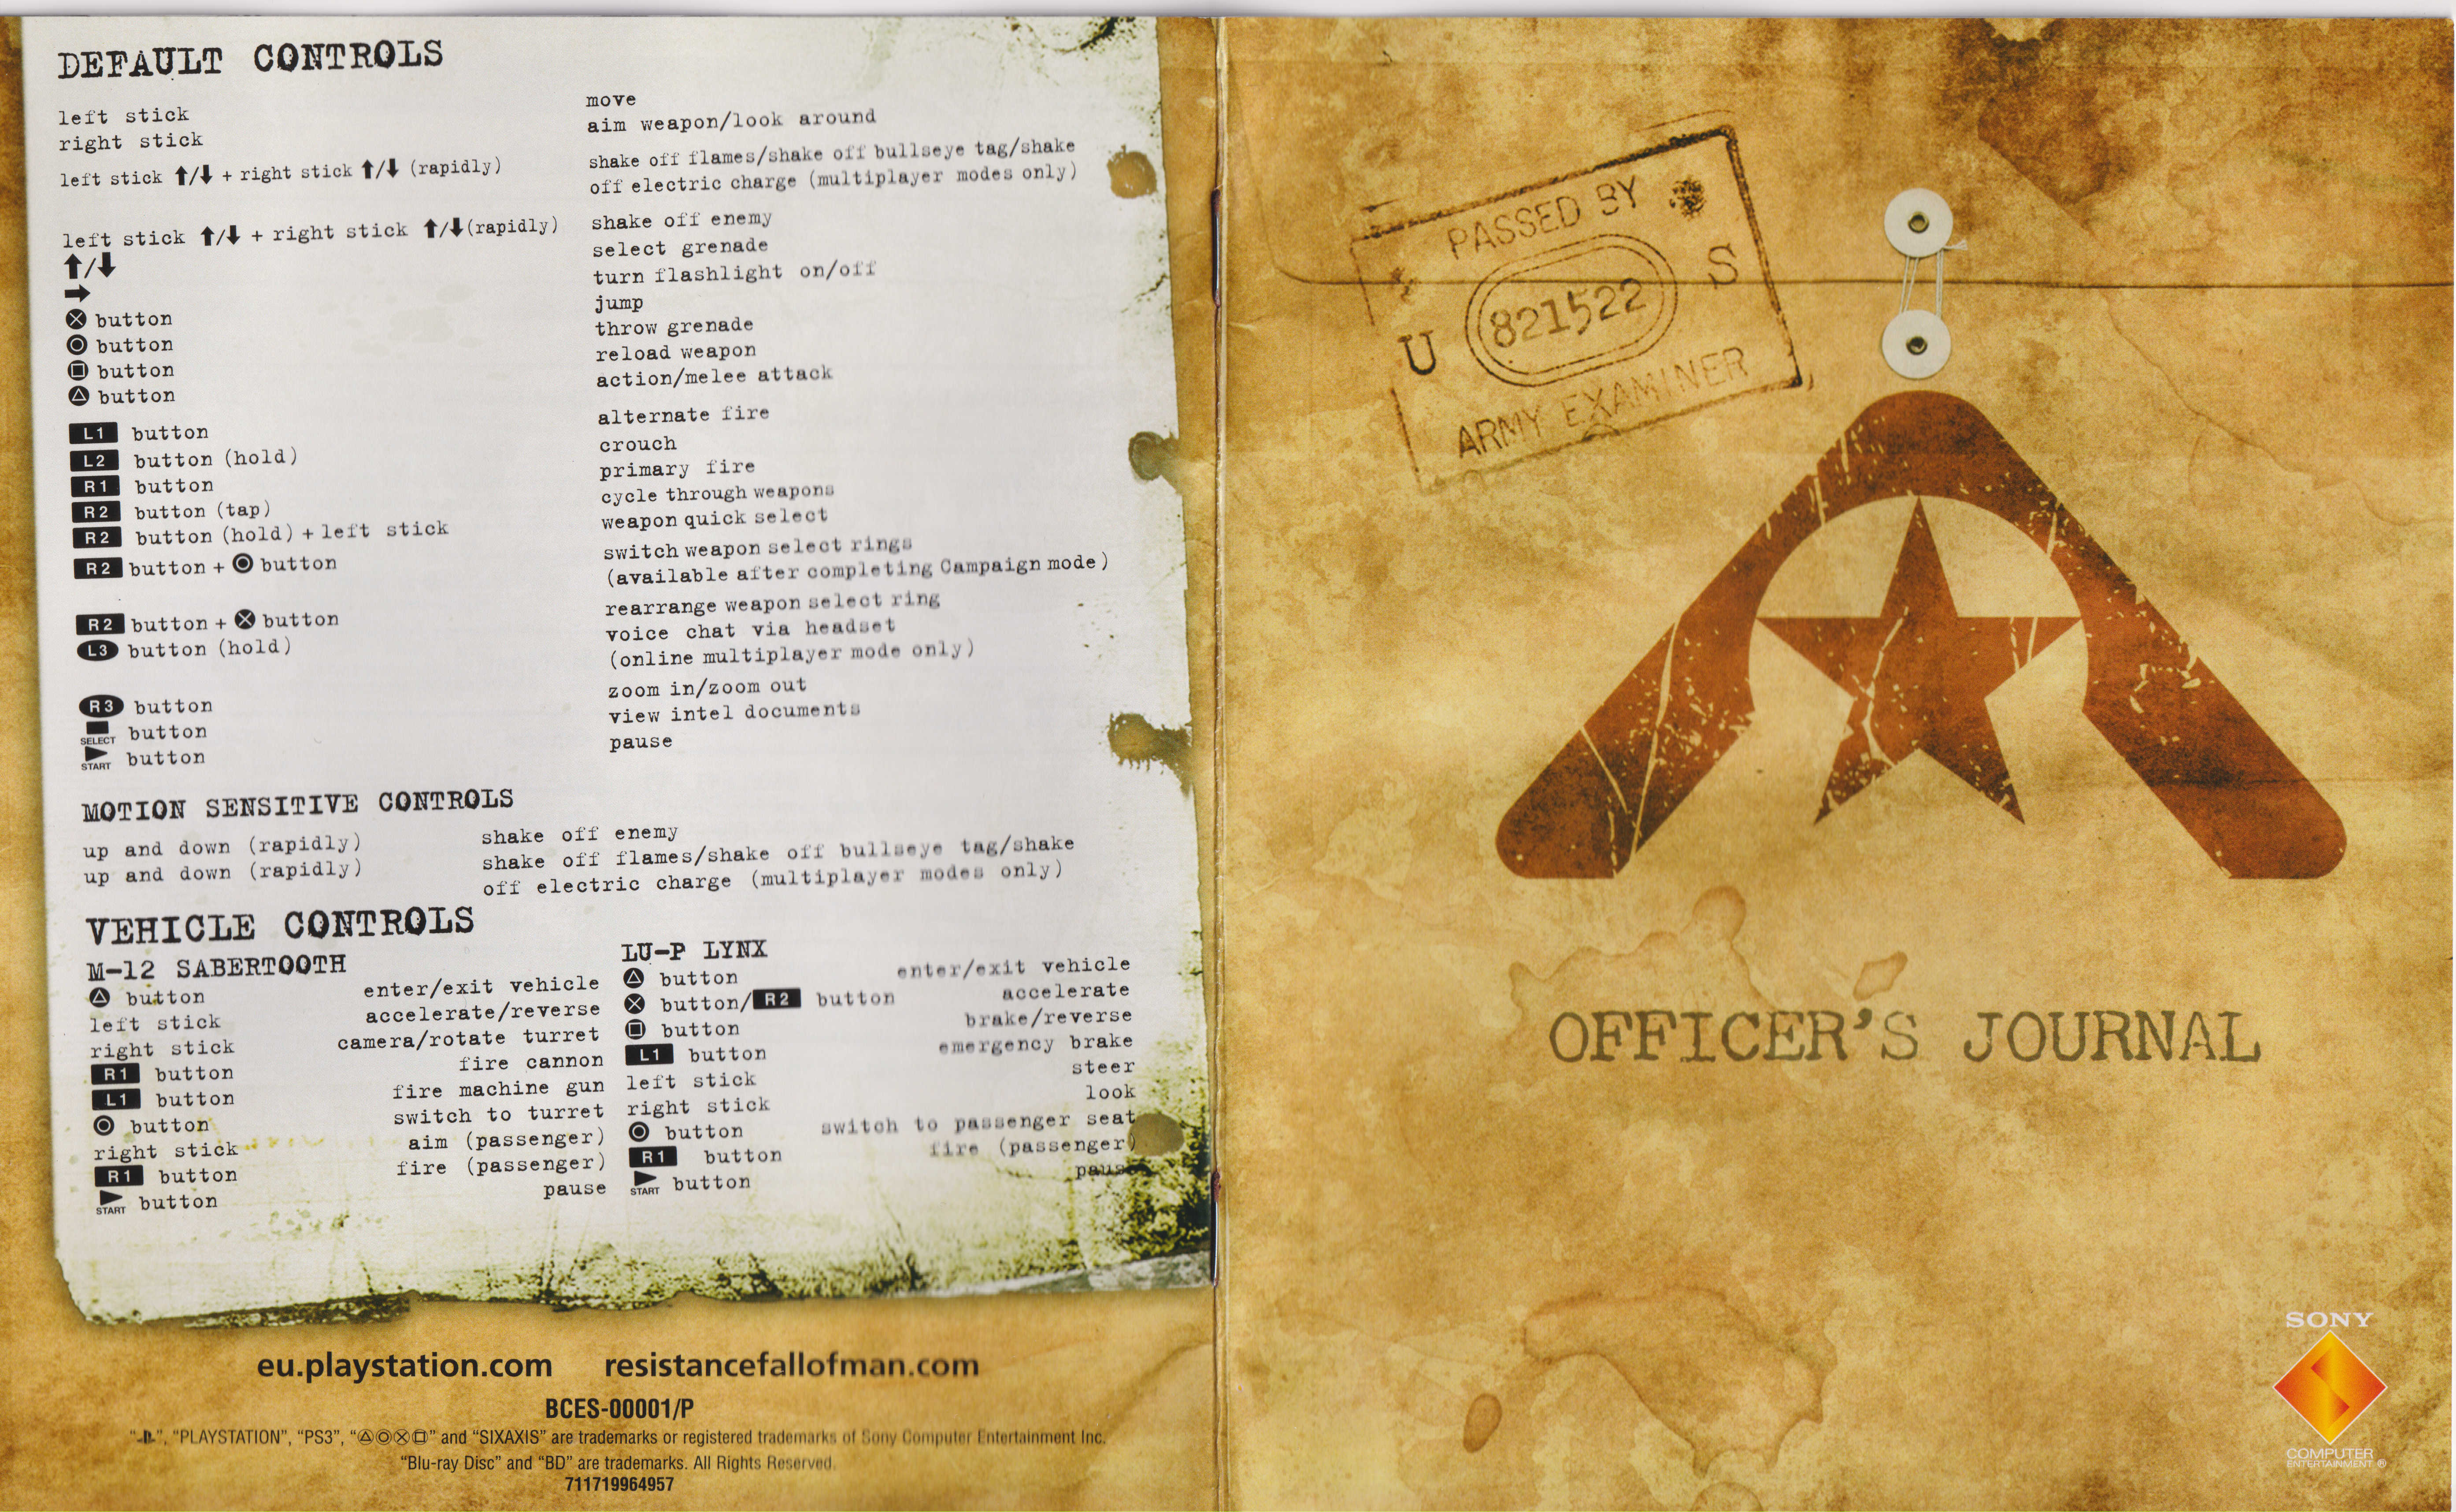 DEFAULT CONTROLS
left stick move
right stick aim weapon/look around
left stick ↑/↓ + right stick ↑/↓ (rapidly) shake off flames/shake off bullseye tag/shake
off electric charge (multiplayer modes only)
left stick ↑/↓ + right stick ↑/↓(rapidly) shake off enemy
↑/↓ select grenade
→ turn flashlight on/off
ⓧ button jump
◎ button throw grenade
□ button reload weapon
△ button action/melee attack
L1 button alternate fire
L2 button (hold) crouch
R1 button primary fire
R2 button (tap) cycle through weapons
R2 button (hold) + left stick weapon quick select
R2 button + ◎ button switch weapon select rings
(available after completing Campaign mode)
R2 button + ⓧ button rearrange weapon select ring
L3 button (hold) voice chat via headset
(online multiplayer mode only)
R3 button zoom in/zoom out
SELECT button view intel documents
START button pause
MOTION SENSITIVE CONTROLS
up and down (rapidly) shake off enemy
up and down (rapidly) shake off flames/shake off bullseye tag/shake
off electric charge (multiplayer modes only)
VEHICLE CONTROLS
M-12 SABERTOOTH
△ button enter/exit vehicle
left stick accelerate/reverse
right stick camera/rotate turret
R1 button fire cannon
L1 button fire machine gun
◎ button switch to turret
right stick aim (passenger)
R1 button fire (passenger)
START button pause
LU-P LYNX
△ button enter/exit vehicle
ⓧ button/R2 button accelerate
□ button brake/reverse
L1 button emergency brake
left stick steer
right stick look
◎ button switch to passenger seat
R1 button fire (passenger)
START button pause
eu.playstation.com resistancefallofman.com
BCES-00001/P
"", "PLAYSTATION", "PS3", "△◎ⓧ□" and "SIXAXIS" are trademarks or registered trademarks of Sony Computer Entertainment Inc.
"Blu-ray Disc" and "BD" are trademarks. All Rights Reserved.
711719964957
PASSED BY
U 821522 S
ARMY EXAMINER
OFFICER'S JOURNAL
SONY
COMPUTER
ENTERTAINMENT ®